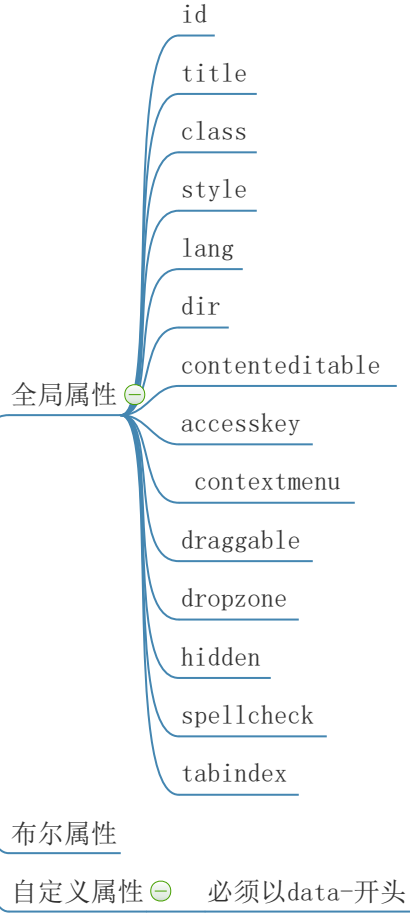 id
title
class
style
lang
dir
contenteditable
全局属性
accesskey
contextmenu
draggable
dropzone
hidden
spellcheck
tabindex
布尔属性
自定义属性 必须以data-开头